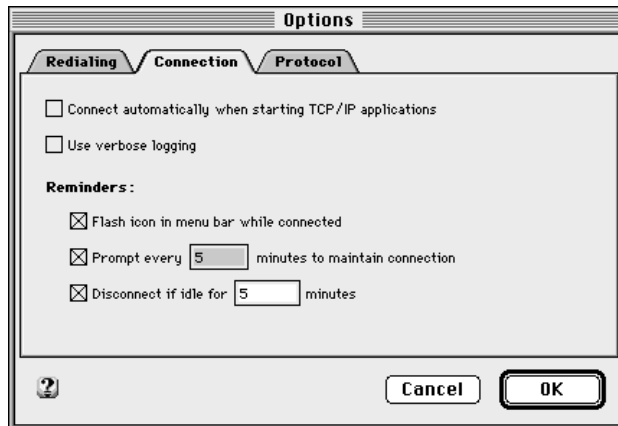 Options
Redialing Connection Protocol
Connect automatically when starting TCP/IP applications
Use verbose logging
Reminders:
Flash icon in menu bar while connected
Prompt every 5 minutes to maintain connection
Disconnect if idle for 5 minutes
? Cancel OK